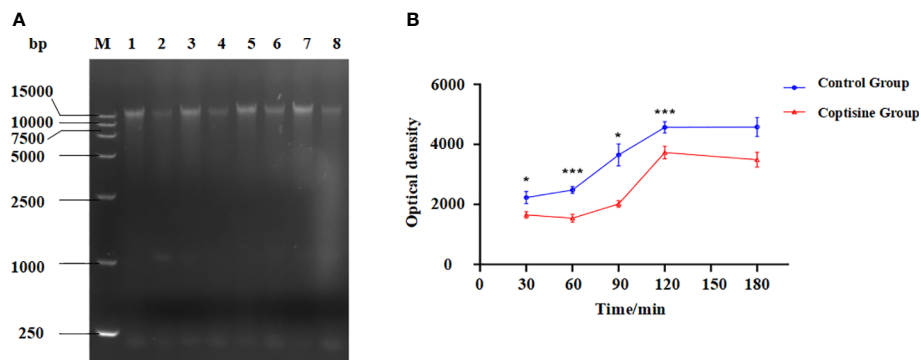 A
bp M 1 2 3 4 5 6 7 8
15000
10000
7500
5000
2500
1000
250
B
6000
4000
2000
0
Optical density
* *** * ***
0 30 60 90 120 150 180
Time/min
Control Group
Coptisine Group